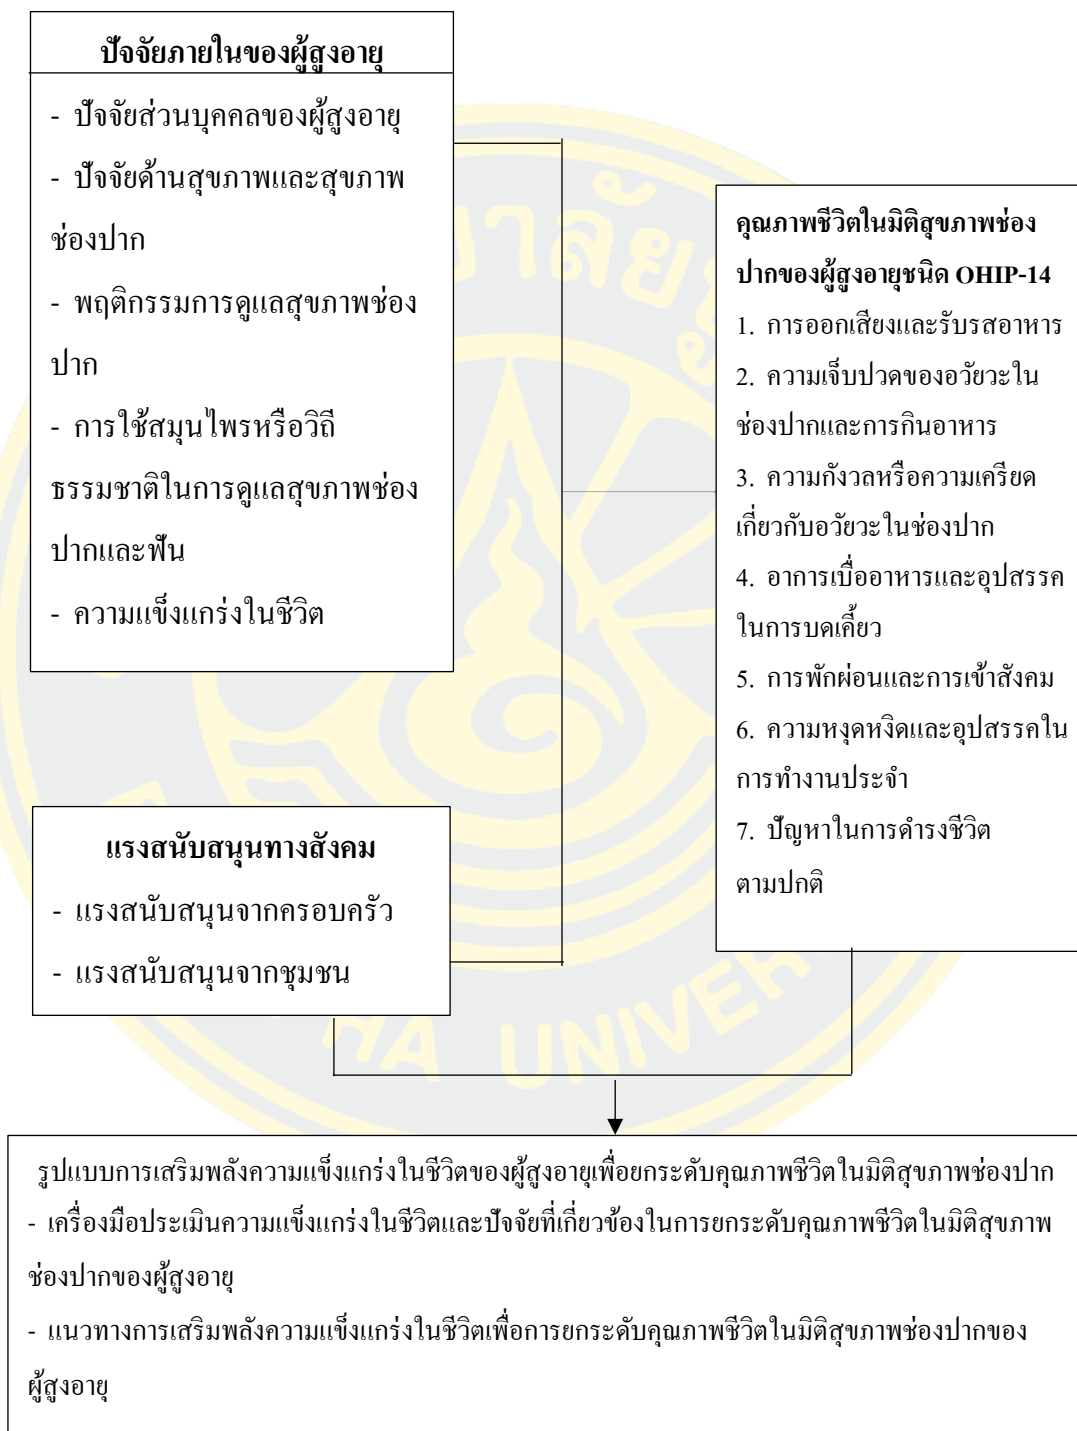 ปัจจัยภายในของผู้สูงอายุ
- ปัจจัยส่วนบุคคลของผู้สูงอายุ
- ปัจจัยด้านสุขภาพและสุขภาพ
ช่องปาก
- พฤติกรรมการดูแลสุขภาพช่อง
ปาก
- การใช้สมุนไพรหรือวิถี
ธรรมชาติในการดูแลสุขภาพช่อง
ปากและฟัน
- ความแข็งแกร่งในชีวิต
แรงสนับสนุนทางสังคม
- แรงสนับสนุนจากครอบครัว
- แรงสนับสนุนจากชุมชน
คุณภาพชีวิตในมิติสุขภาพช่อง
ปากของผู้สูงอายุชนิด OHIP-14
1. การออกเสียงและรับรสอาหาร
2. ความเจ็บปวดของอวัยวะใน
ช่องปากและการกินอาหาร
3. ความกังวลหรือความเครียด
เกี่ยวกับอวัยวะในช่องปาก
4. อาการเบื่ออาหารและอุปสรรค
ในการบดเคี้ยว
5. การพักผ่อนและการเข้าสังคม
6. ความหงุดหงิดและอุปสรรคใน
การทำงานประจำ
7. ปัญหาในการดำรงชีวิต
ตามปกติ
รูปแบบการเสริมพลังความแข็งแกร่งในชีวิตของผู้สูงอายุเพื่อยกระดับคุณภาพชีวิตในมิติสุขภาพช่องปาก
- เครื่องมือประเมินความแข็งแกร่งในชีวิตและปัจจัยที่เกี่ยวข้องในการยกระดับคุณภาพชีวิตในมิติสุขภาพ
ช่องปากของผู้สูงอายุ
- แนวทางการเสริมพลังความแข็งแกร่งในชีวิตเพื่อการยกระดับคุณภาพชีวิตในมิติสุขภาพช่องปากของ
ผู้สูงอายุ